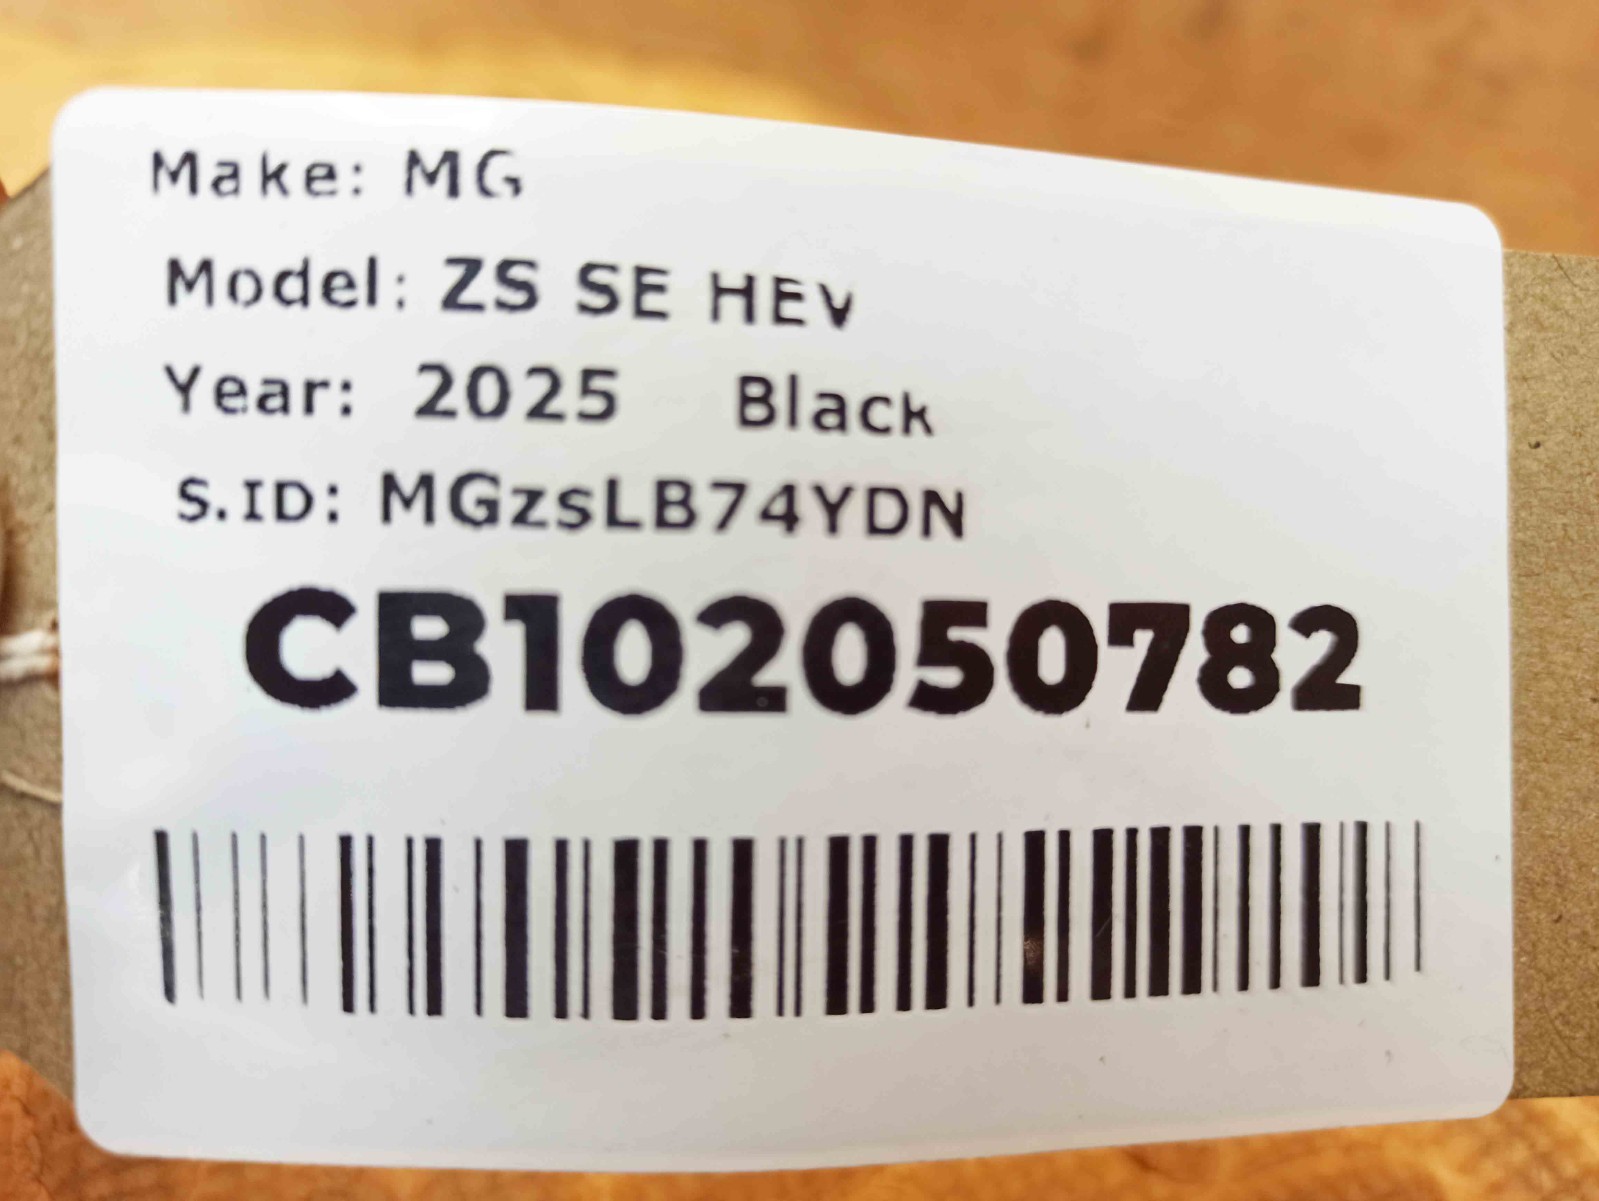 Make: MG
Model: ZS SE HEV
Year: 2025 Black
S.ID: MGzsLB74YDN
CB102050782